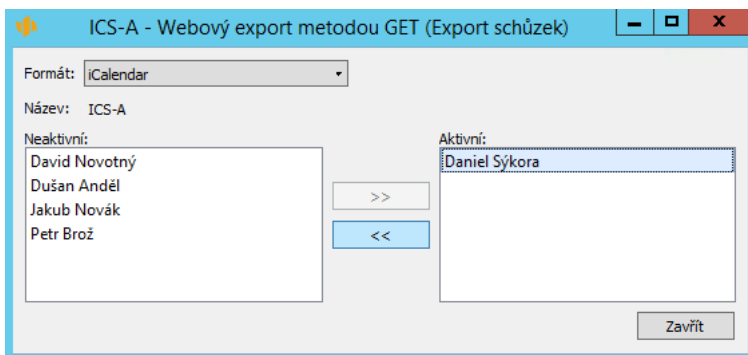 ICS-A - Webový export metodou GET (Export schůzek)
Formát: iCalendar
Název: ICS-A
Neaktivní:
David Novotný
Dušan Anděl
Jakub Novák
Petr Brož
>>
<<
Aktivní:
Daniel Sýkora
Zavřít